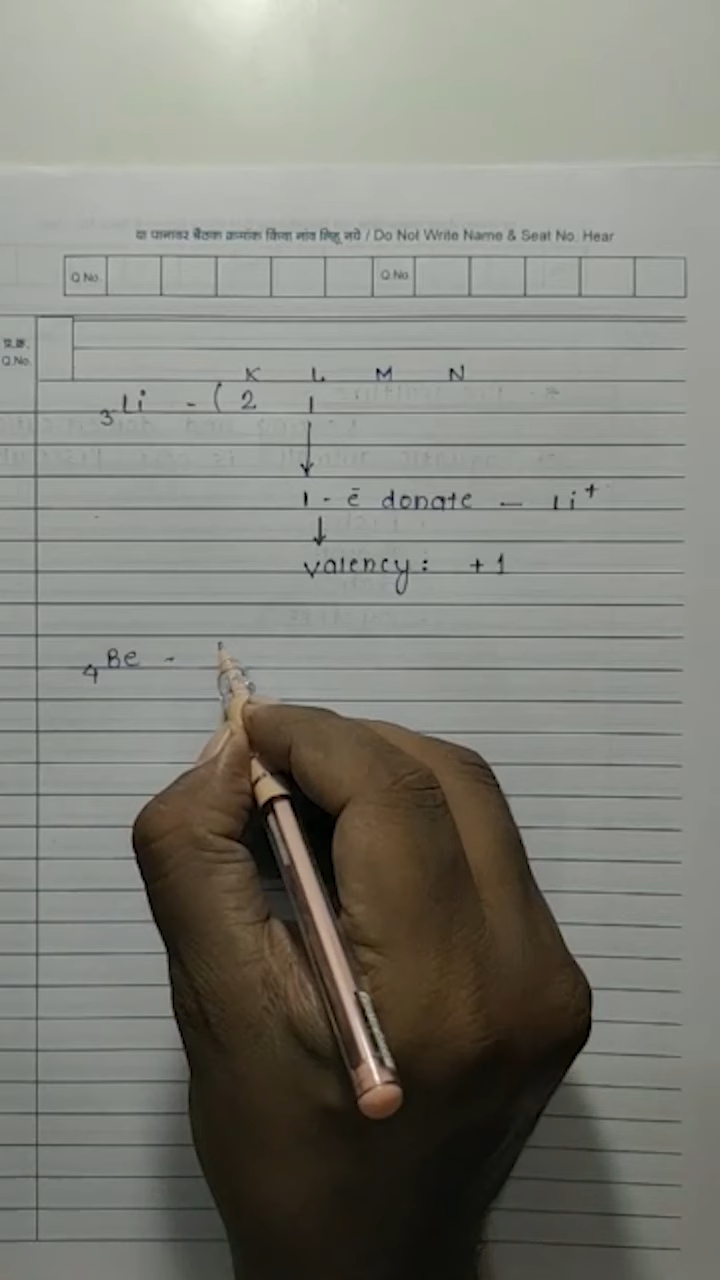 या पानावर बैठक क्रमांक किंवा नांव लिहू नये / Do Not Write Name & Seat No. Hear
Q No. Q No
प्र.क्र.
Q.No.
K L M N
₃Li - ( 2 1
1 - ē donate - Li⁺
valency : +1
₄Be -